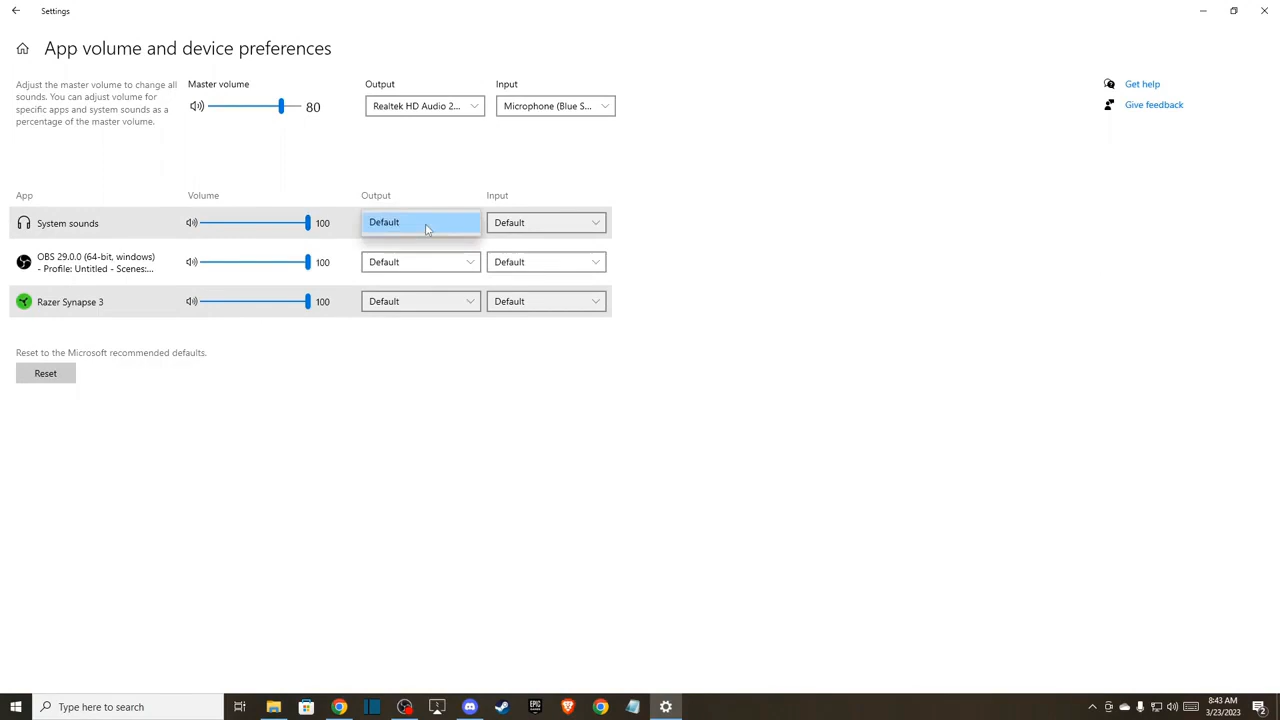 Settings
App volume and device preferences
Adjust the master volume to change all
sounds. You can adjust volume for
specific apps and system sounds as a
percentage of the master volume.
Master volume
80
Output
Realtek HD Audio 2...
Input
Microphone (Blue S...
Get help
Give feedback
App
Volume
Output
Input
System sounds
100
Default
Default
OBS 29.0.0 (64-bit, windows)
- Profile: Untitled - Scenes:...
100
Default
Default
Razer Synapse 3
100
Default
Default
Reset to the Microsoft recommended defaults.
Reset
Type here to search
EPIC
8:43 AM
3/23/2023
2